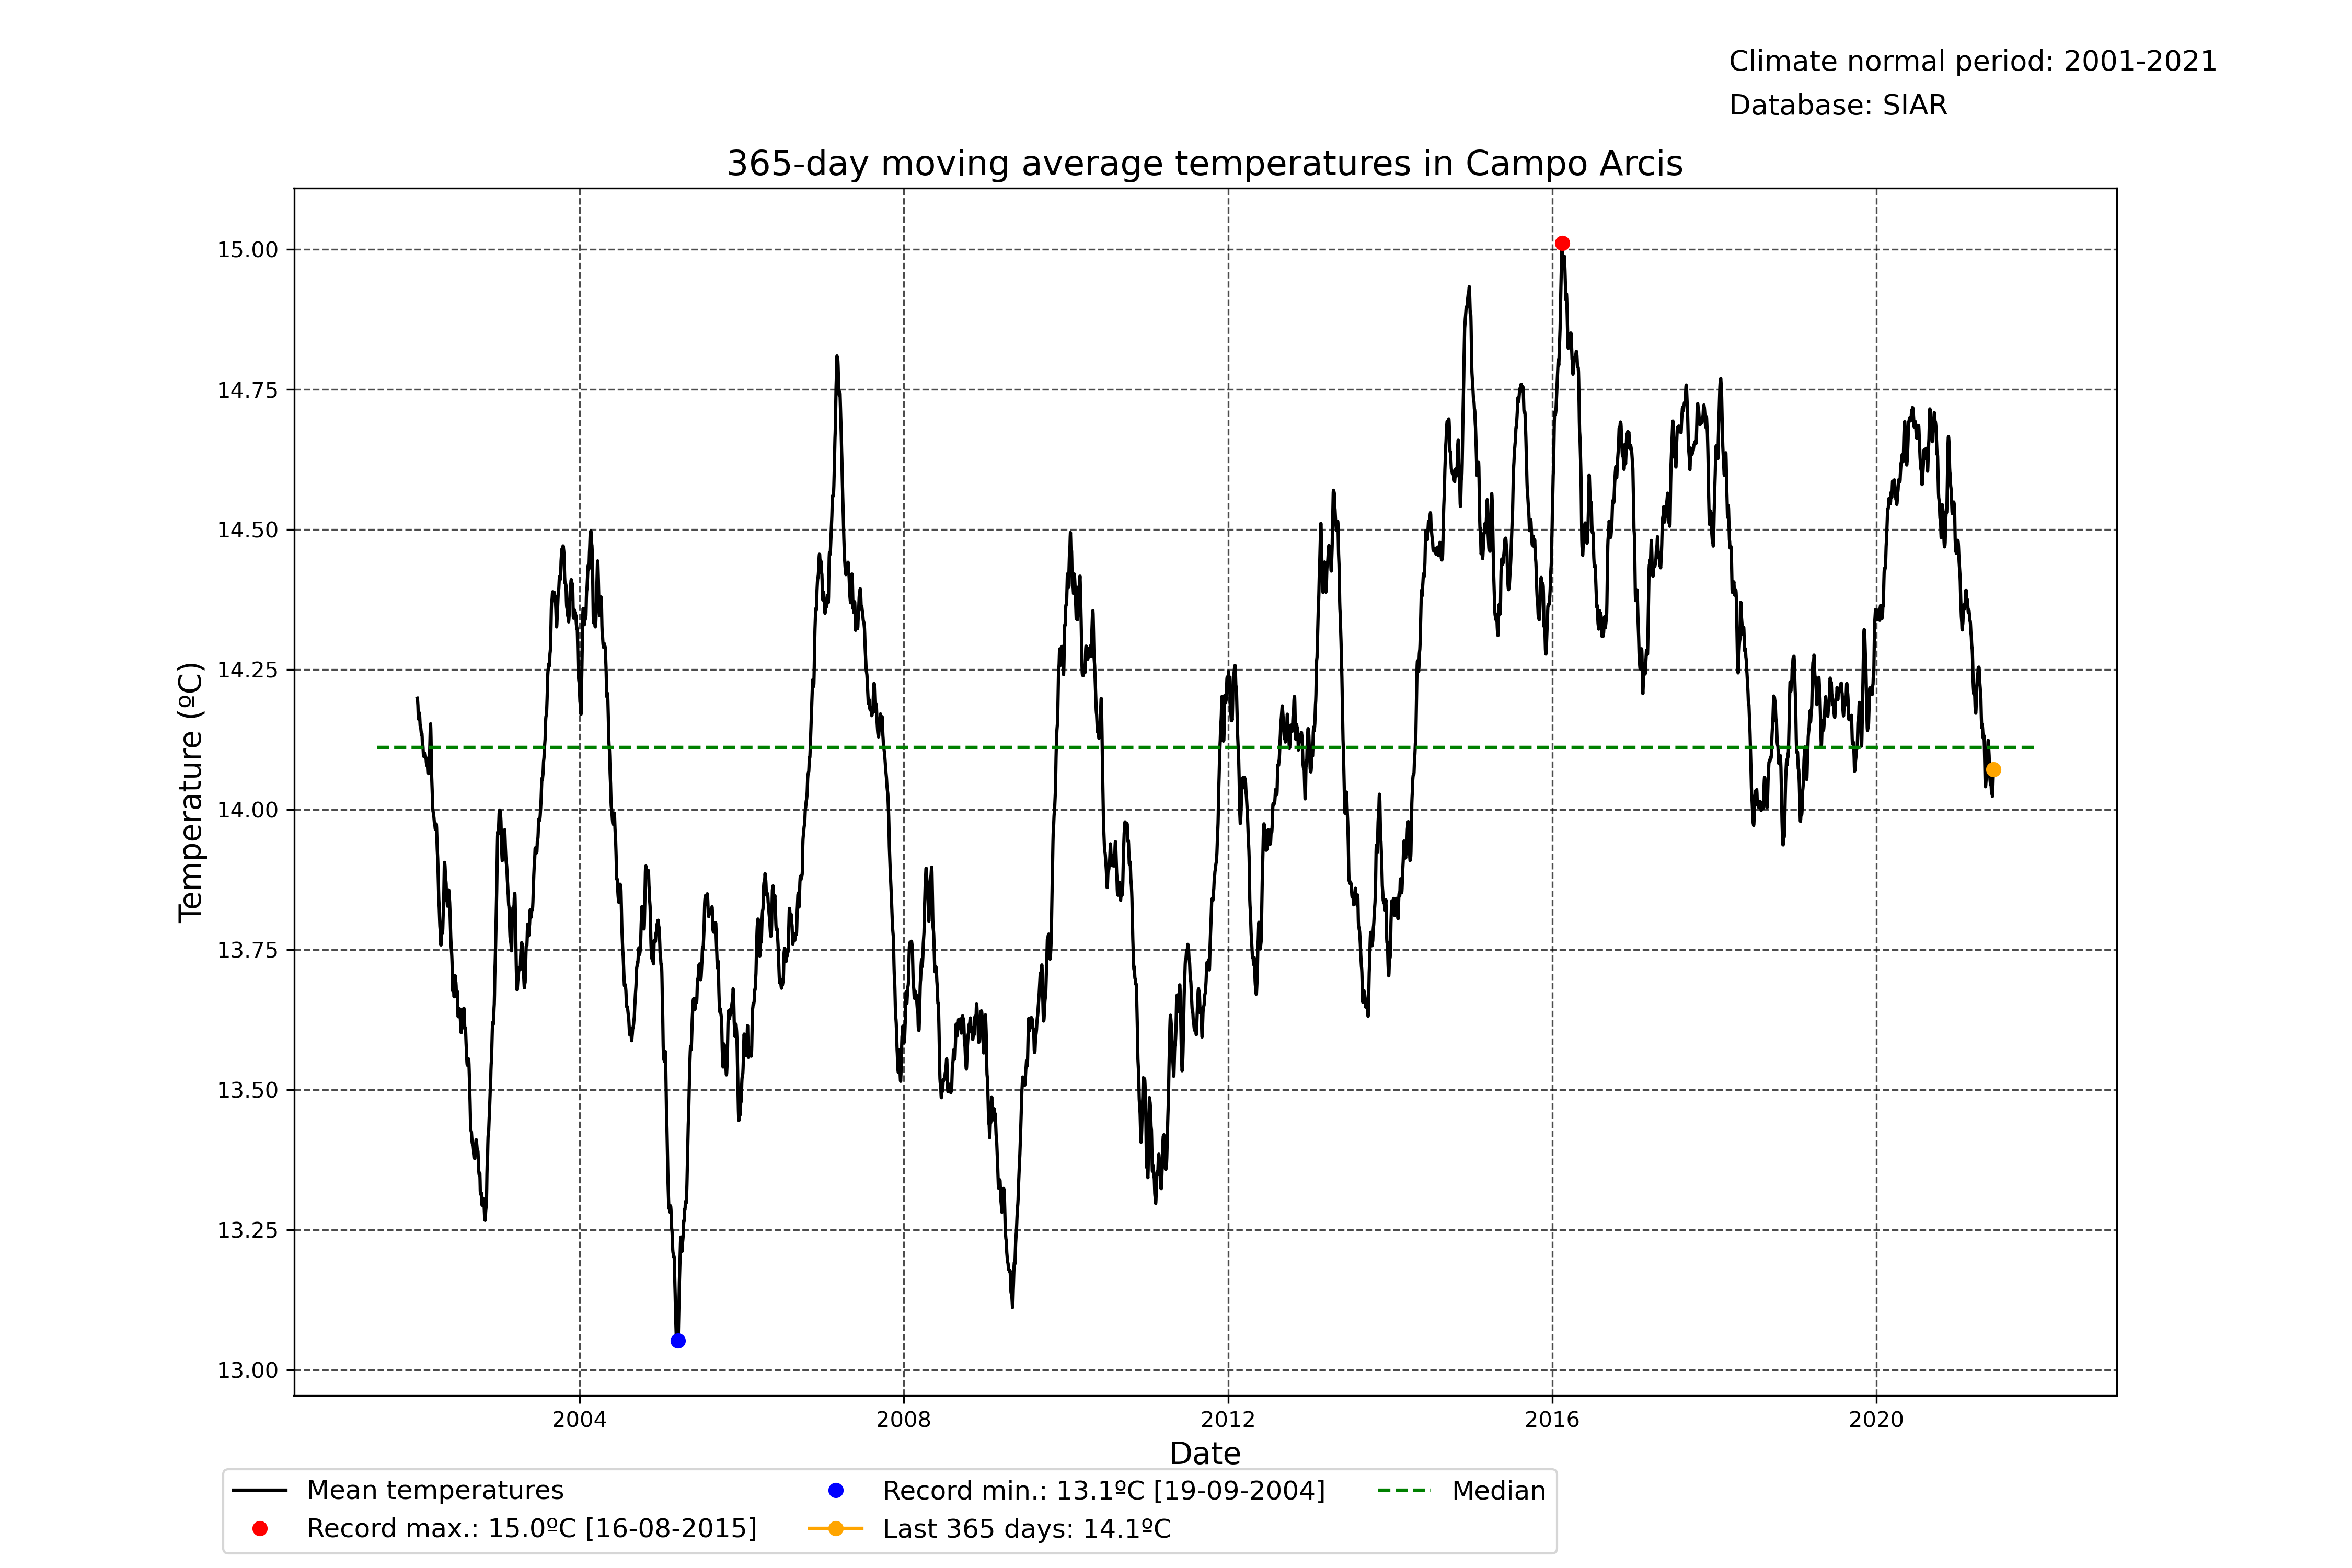 Climate normal period: 2001-2021
Database: SIAR
365-day moving average temperatures in Campo Arcis
15.00
14.75
14.50
14.25
14.00
13.75
13.50
13.25
13.00
Temperature (ºC)
2004 2008 2012 2016 2020
Date
Mean temperatures
Record max.: 15.0ºC [16-08-2015]
Record min.: 13.1ºC [19-09-2004]
Last 365 days: 14.1ºC
Median